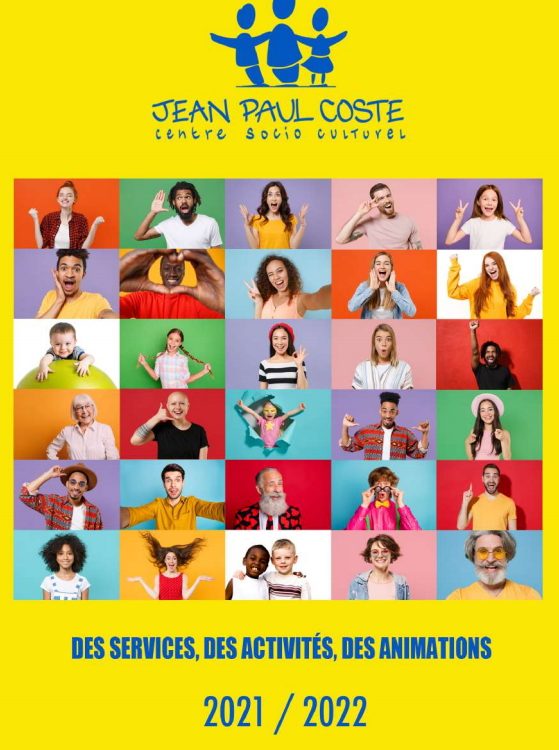 JEAN PAUL COSTE
centre socio culturel
DES SERVICES, DES ACTIVITÉS, DES ANIMATIONS
2021 / 2022